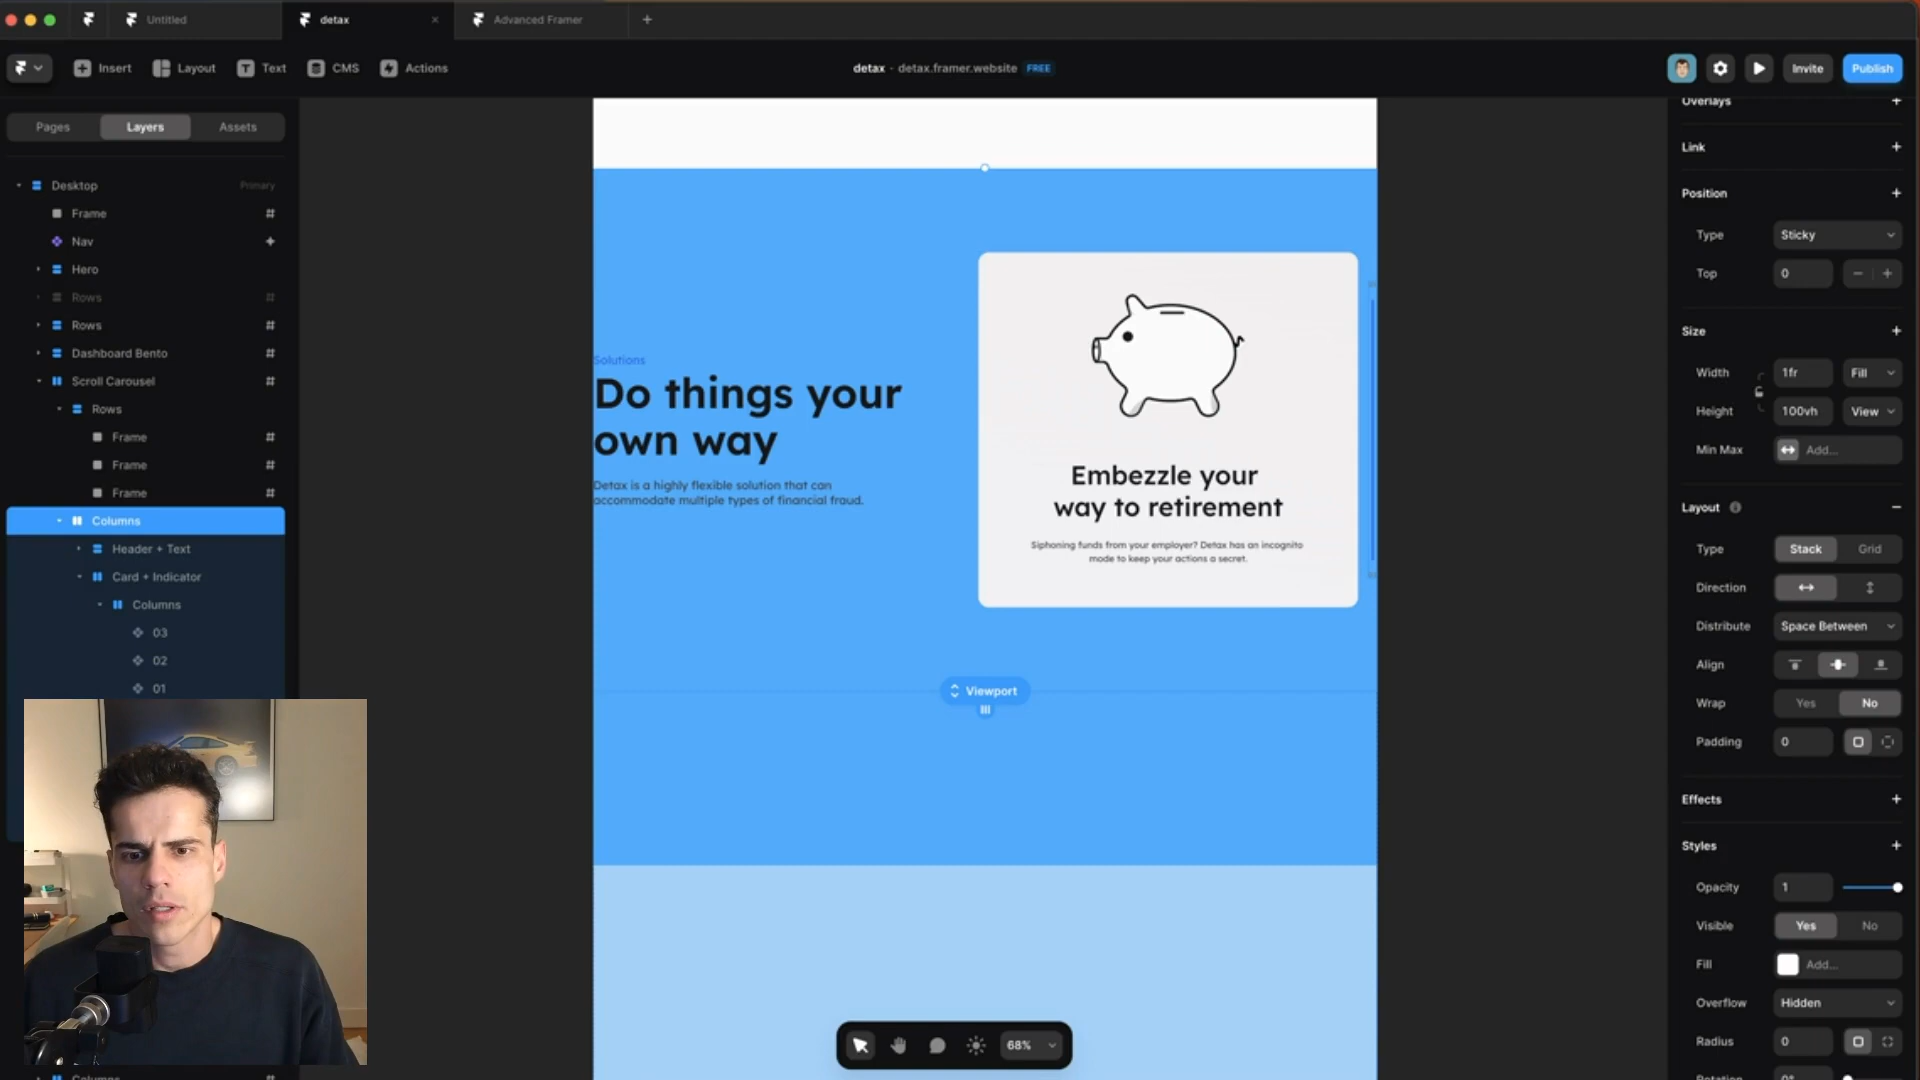 Untitled
detax
Advanced Framer
Insert
Layout
Text
CMS
Actions
detax - detax.framer.website FREE
Invite
Publish
Pages
Layers
Assets
Desktop
Primary
Frame
Nav
Hero
Rows
Rows
Dashboard Bento
Scroll Carousel
Rows
Frame
Frame
Frame
Columns
Header + Text
Card + Indicator
Columns
03
02
01
Columns
Solutions
Do things your
own way
Detax is a highly flexible solution that can
accommodate multiple types of financial fraud.
Embezzle your
way to retirement
Siphoning funds from your employer? Detax has an incognito
mode to keep your actions a secret.
Viewport
68%
Overlays
Link
Position
Type Sticky
Top 0
Size
Width 1fr Fill
Height 100vh View
Min Max Add...
Layout
Type Stack Grid
Direction
Distribute Space Between
Align
Wrap Yes No
Padding 0
Effects
Styles
Opacity 1
Visible Yes No
Fill Add...
Overflow Hidden
Radius 0
Rotation 0°